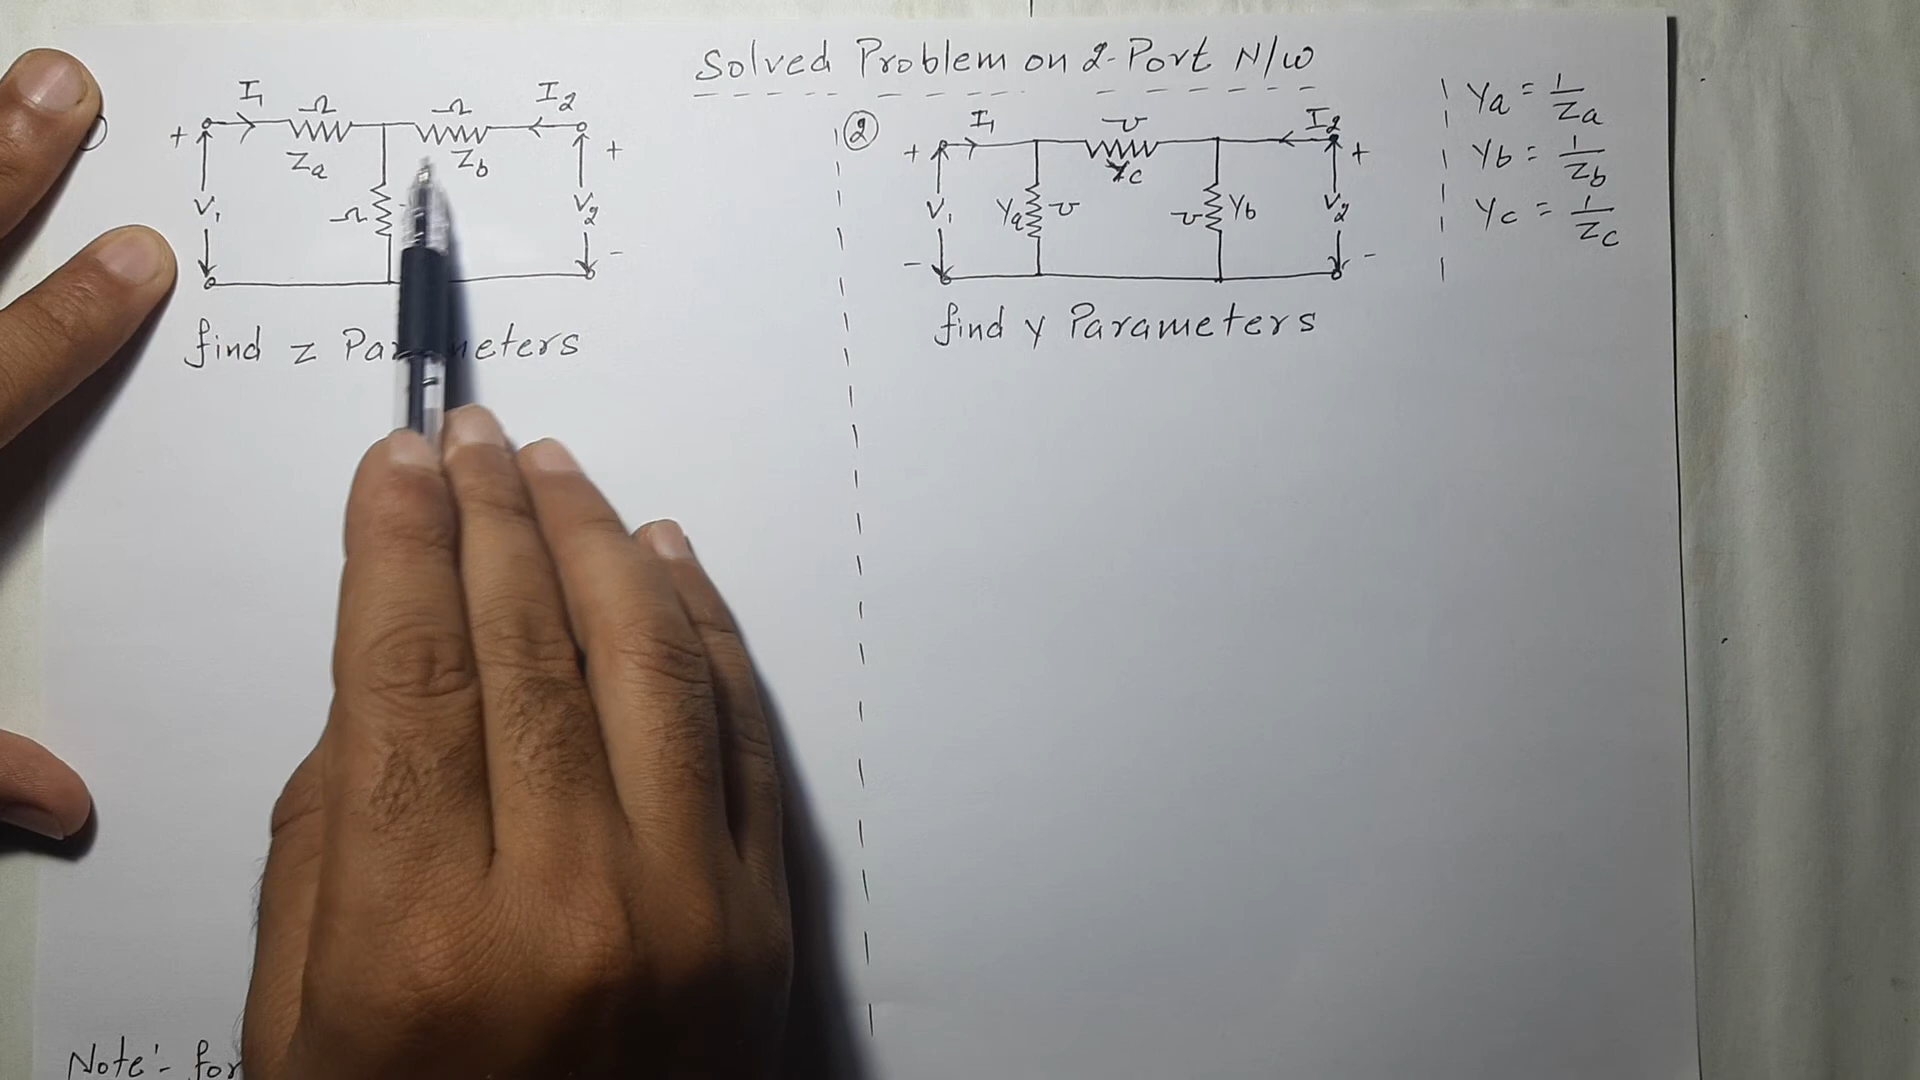 Solved Problem on 2-Port N/W
I1 Ω Ω I2
+ Za Zb +
V1 Ω V2
-
find z Parameters
2
I1 ʊ I2
+ Yc +
V1 Ya ʊ ʊ Yb V2
- -
find y Parameters
Ya = 1/Za
Yb = 1/Zb
Yc = 1/Zc
Note:- for